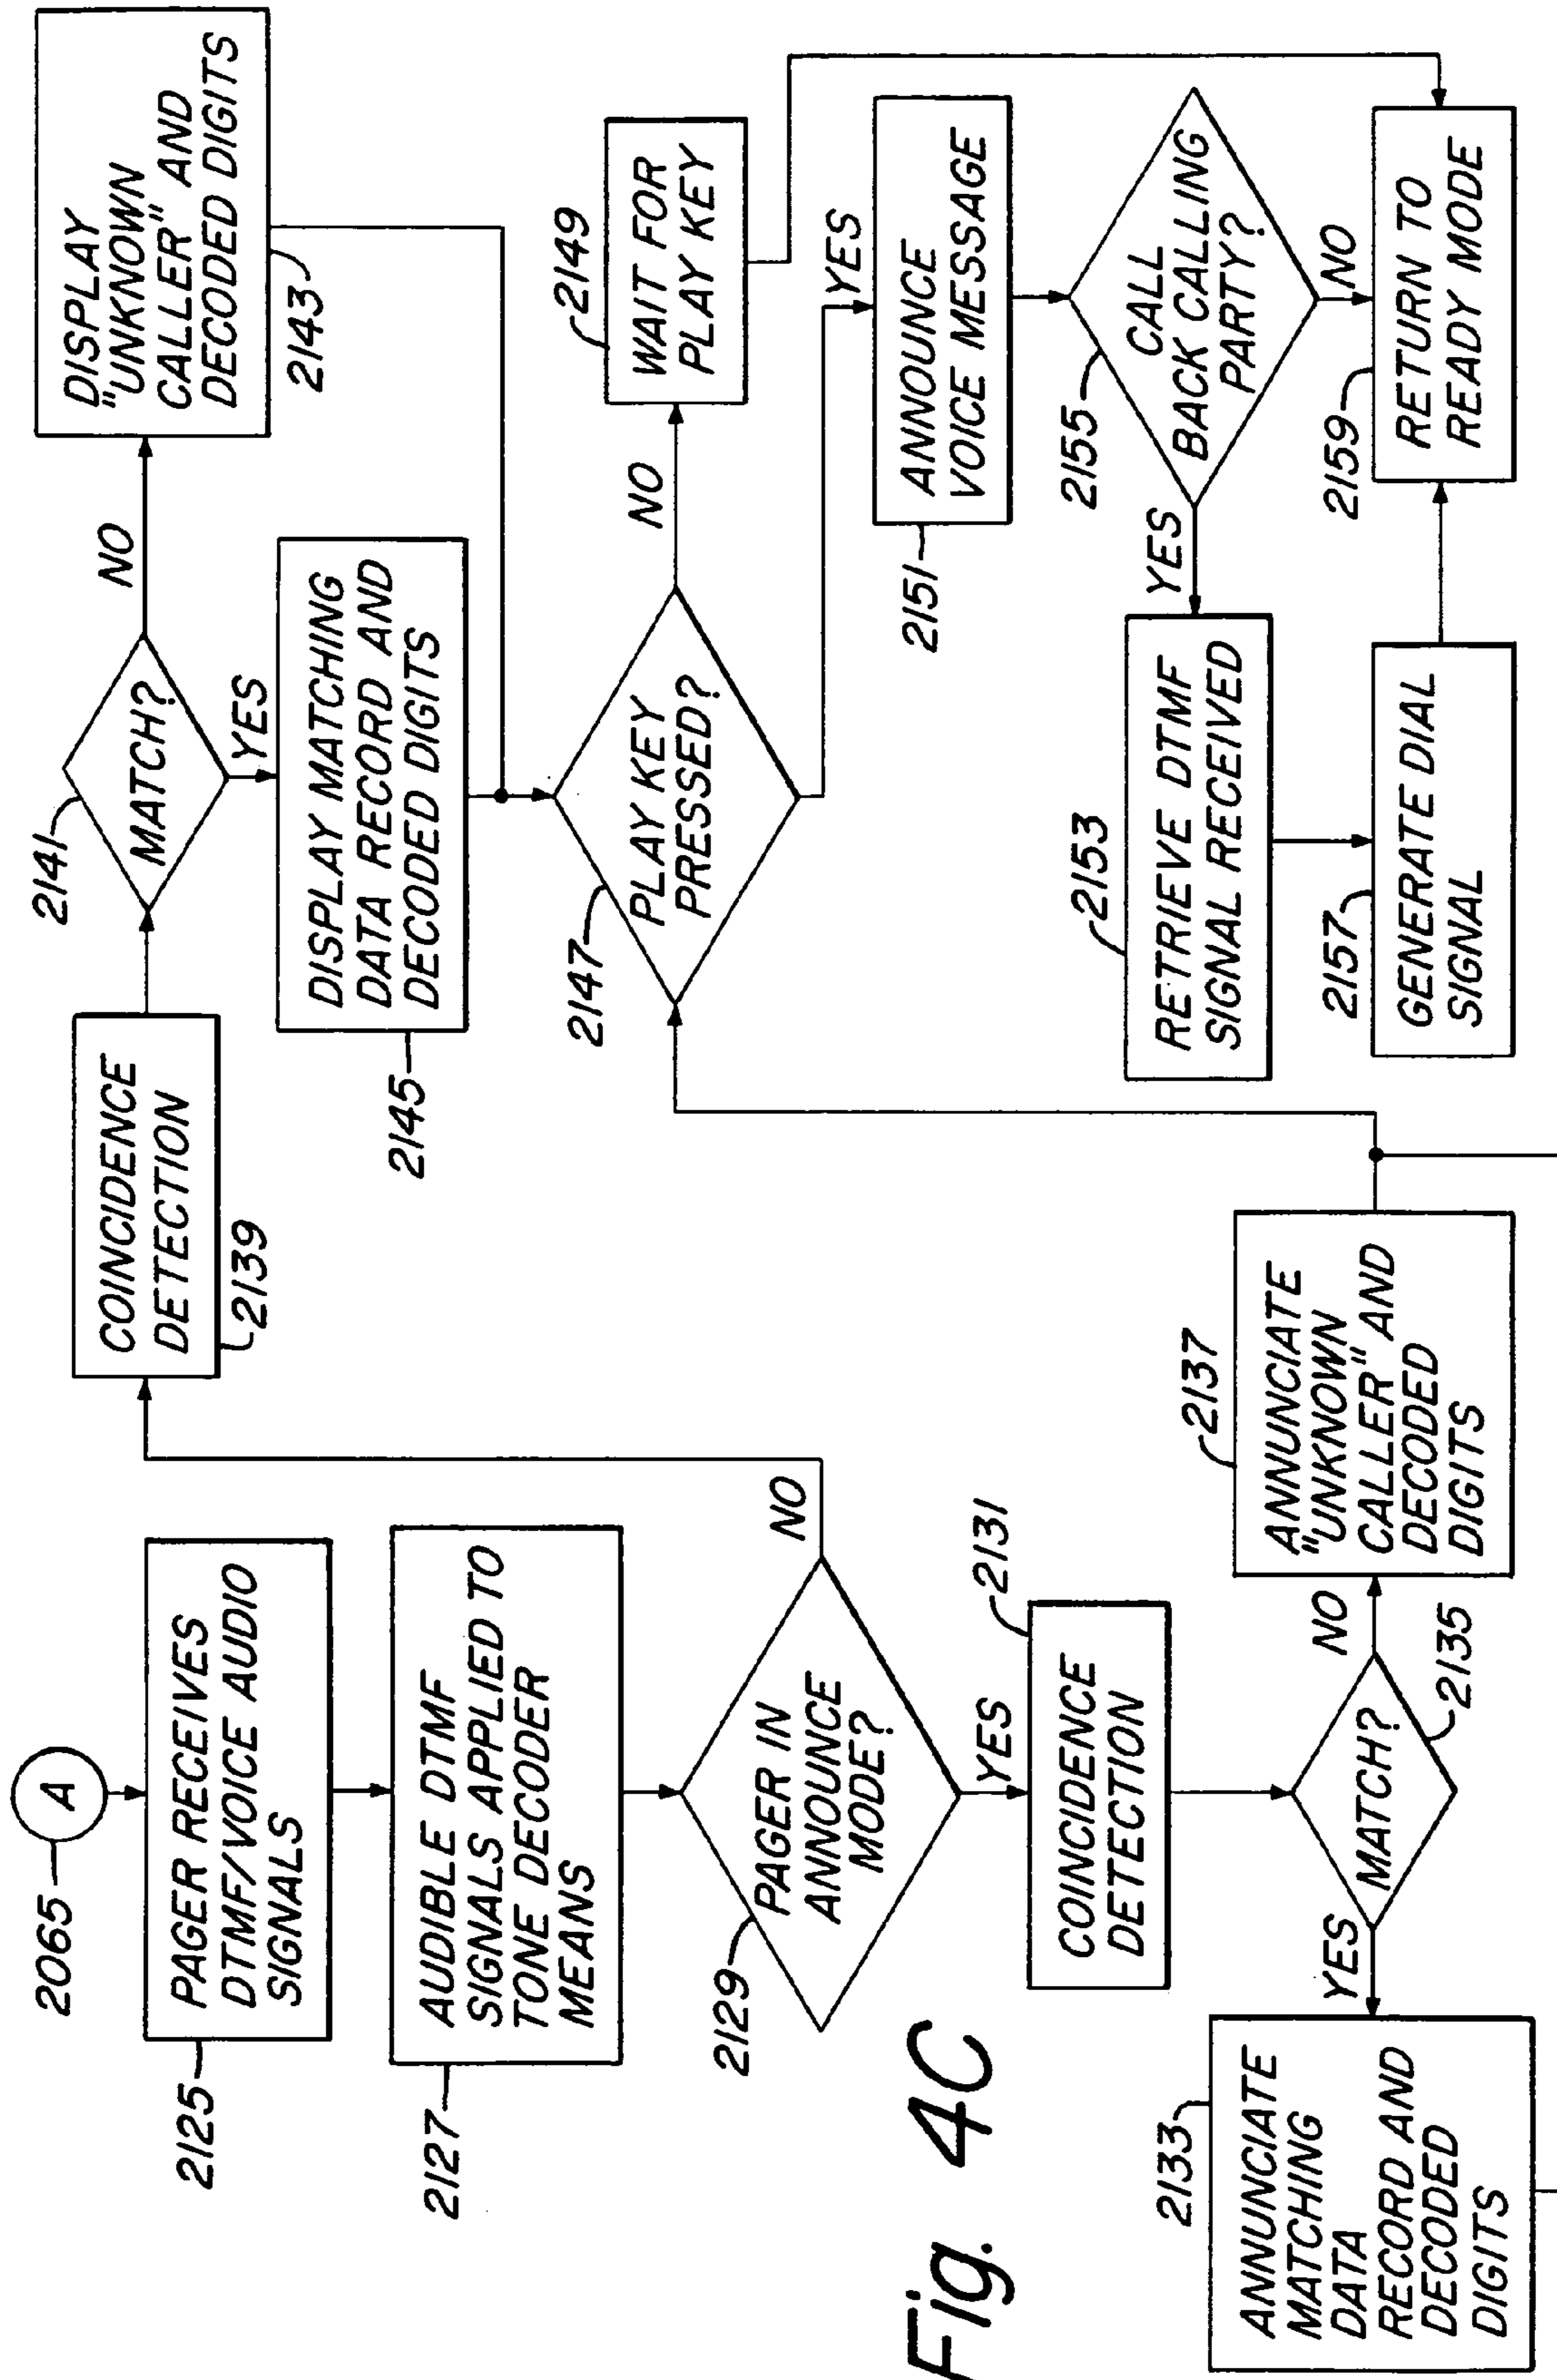 2065
A
2125
PAGER RECEIVES
DTMF/VOICE AUDIO
SIGNALS
2127
AUDIBLE DTMF
SIGNALS APPLIED TO
TONE DECODER
MEANS
2129
PAGER IN
ANNOUNCE
MODE?
NO
YES
2131
COINCIDENCE
DETECTION
MATCH?
2135
YES
NO
2133
ANNUNCIATE
MATCHING
DATA
RECORD AND
DECODED
DIGITS
2137
ANNUNCIATE
"UNKNOWN
CALLER" AND
DECODED
DIGITS
COINCIDENCE
DETECTION
2139
2141
MATCH?
NO
YES
DISPLAY
"UNKNOWN
CALLER" AND
DECODED DIGITS
2143
DISPLAY MATCHING
DATA RECORD AND
DECODED DIGITS
2145
2147
PLAY KEY
PRESSED?
NO
YES
2149
WAIT FOR
PLAY KEY
2151
ANNOUNCE
VOICE MESSAGE
2155
CALL
BACK CALLING
PARTY?
YES
NO
2153
RETRIEVE DTMF
SIGNAL RECEIVED
2157
GENERATE DIAL
SIGNAL
2159
RETURN TO
READY MODE
Fig. 4C